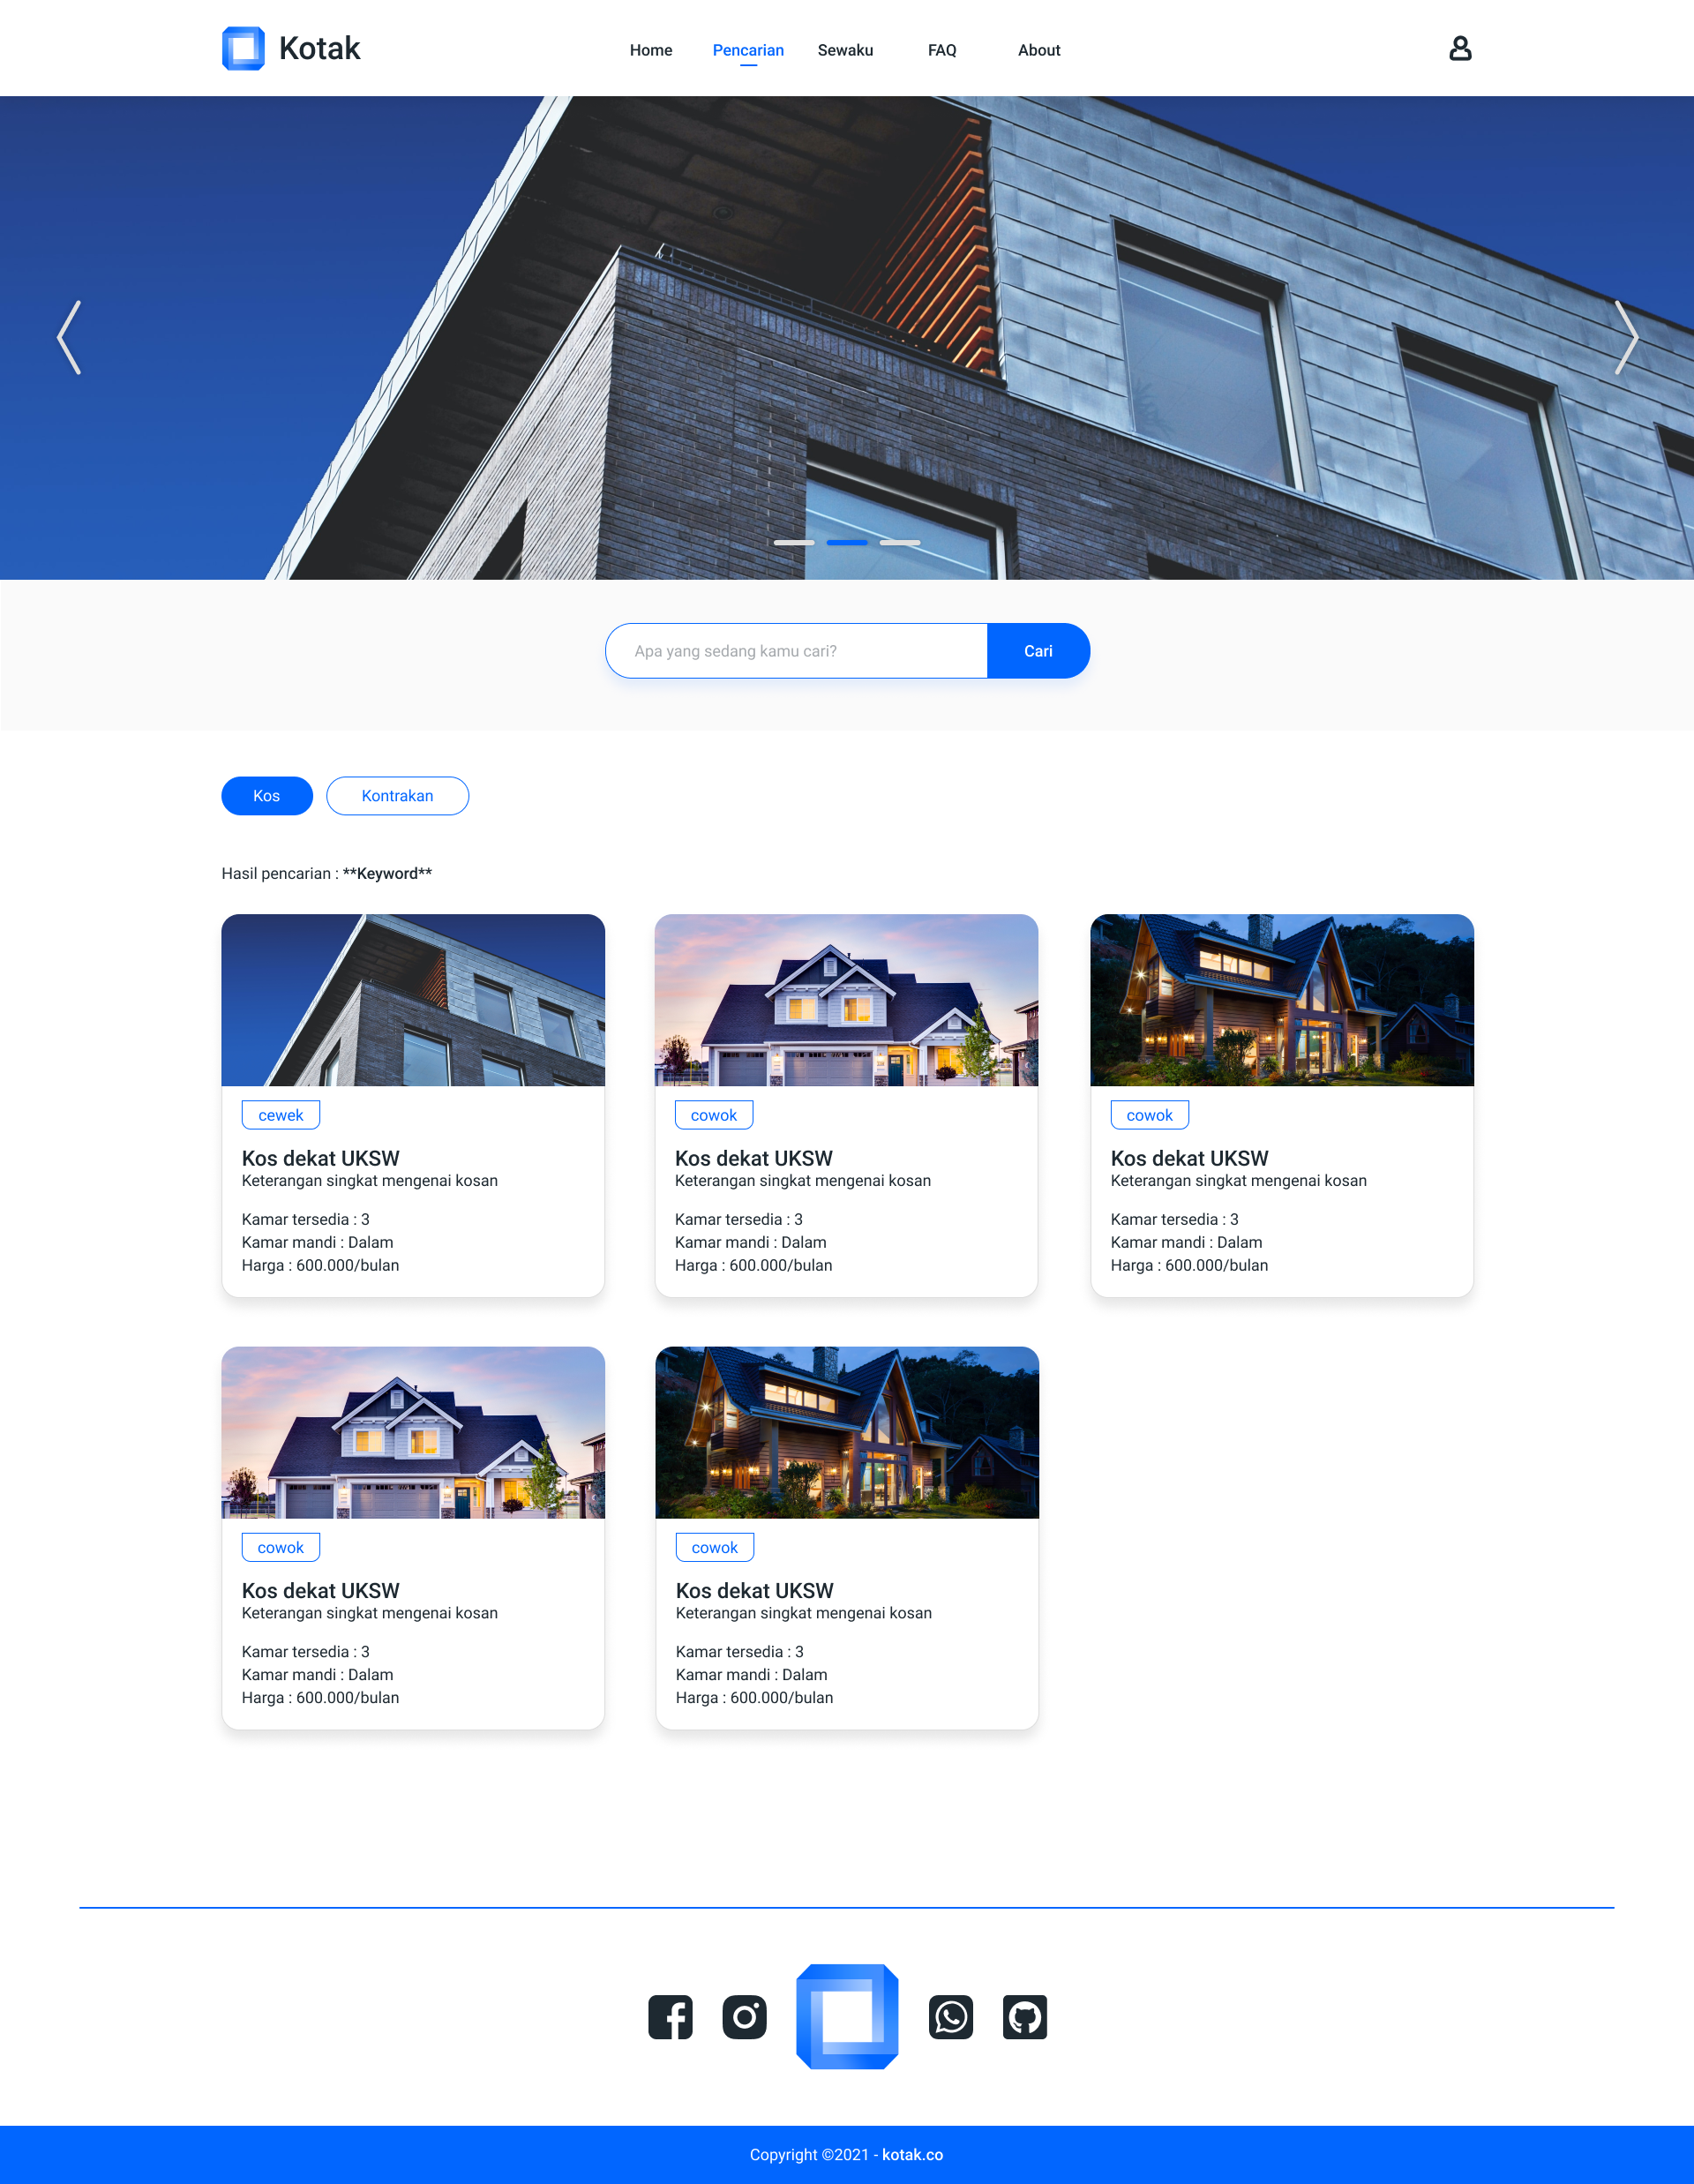 Kotak
Home Pencarian Sewaku FAQ About
Apa yang sedang kamu cari? Cari
Kos Kontrakan
Hasil pencarian : **Keyword**
cewek
Kos dekat UKSW
Keterangan singkat mengenai kosan
Kamar tersedia : 3
Kamar mandi : Dalam
Harga : 600.000/bulan
cowok
Kos dekat UKSW
Keterangan singkat mengenai kosan
Kamar tersedia : 3
Kamar mandi : Dalam
Harga : 600.000/bulan
cowok
Kos dekat UKSW
Keterangan singkat mengenai kosan
Kamar tersedia : 3
Kamar mandi : Dalam
Harga : 600.000/bulan
cowok
Kos dekat UKSW
Keterangan singkat mengenai kosan
Kamar tersedia : 3
Kamar mandi : Dalam
Harga : 600.000/bulan
cowok
Kos dekat UKSW
Keterangan singkat mengenai kosan
Kamar tersedia : 3
Kamar mandi : Dalam
Harga : 600.000/bulan
Copyright ©2021 - kotak.co